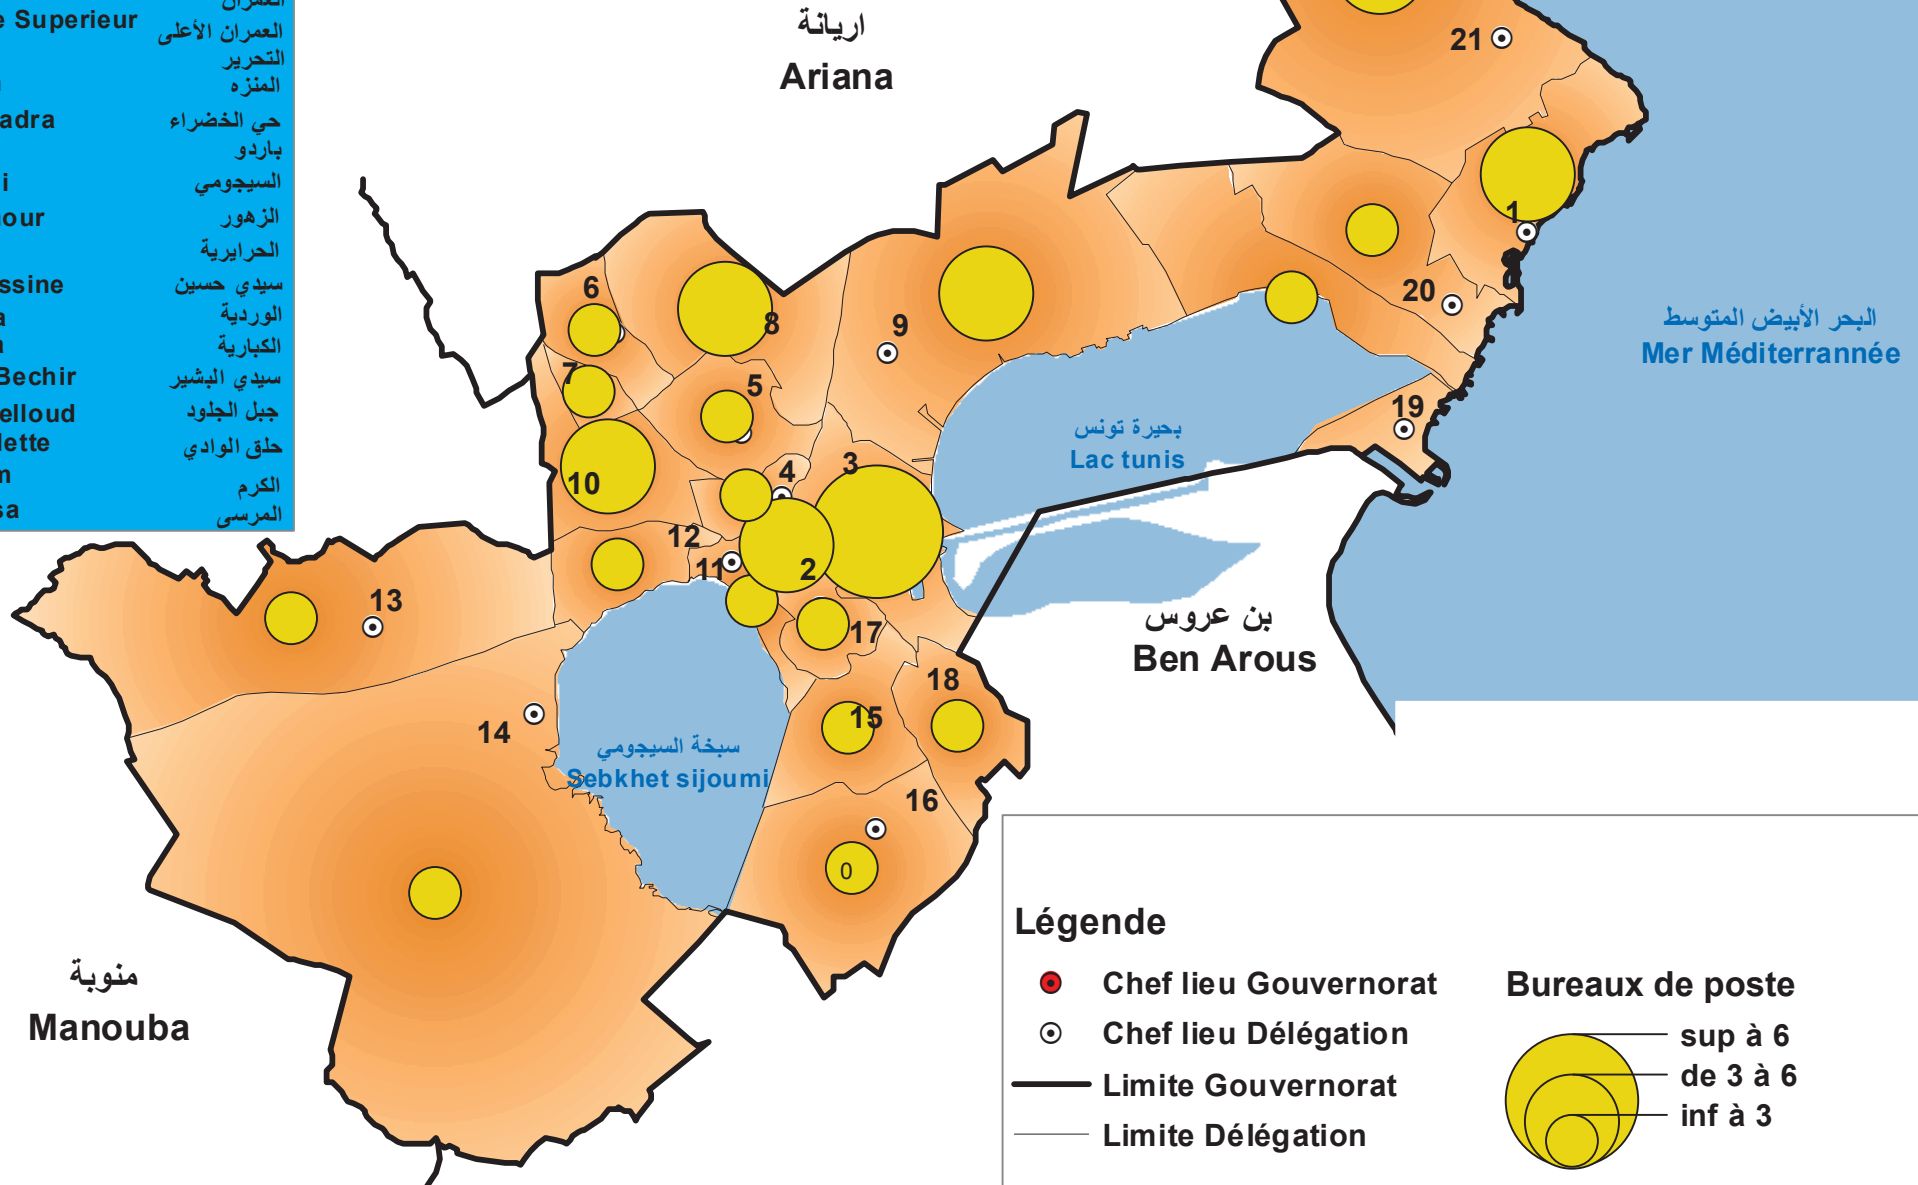 العمران
e Superieur العمران الأعلى
التحرير
المنزه
adra حي الخضراء
باردو
i السيجومي
our الزهور
الحرايرية
ssine سيدي حسين
a الوردية
a الكبارية
Bechir سيدي البشير
elloud جبل الجلود
lette حلق الوادي
m الكرم
sa المرسى
اريانة
Ariana
21
1
20
البحر الأبيض المتوسط
Mer Méditerrannée
6
8
9
7
5
19
بحيرة تونس
Lac tunis
10
4
3
12
11
2
13
17
بن عروس
Ben Arous
18
14
15
سبخة السيجومي
Sebkhet sijoumi
16
0
منوبة
Manouba
Légende
Chef lieu Gouvernorat
Chef lieu Délégation
Limite Gouvernorat
Limite Délégation
Bureaux de poste
sup à 6
de 3 à 6
inf à 3